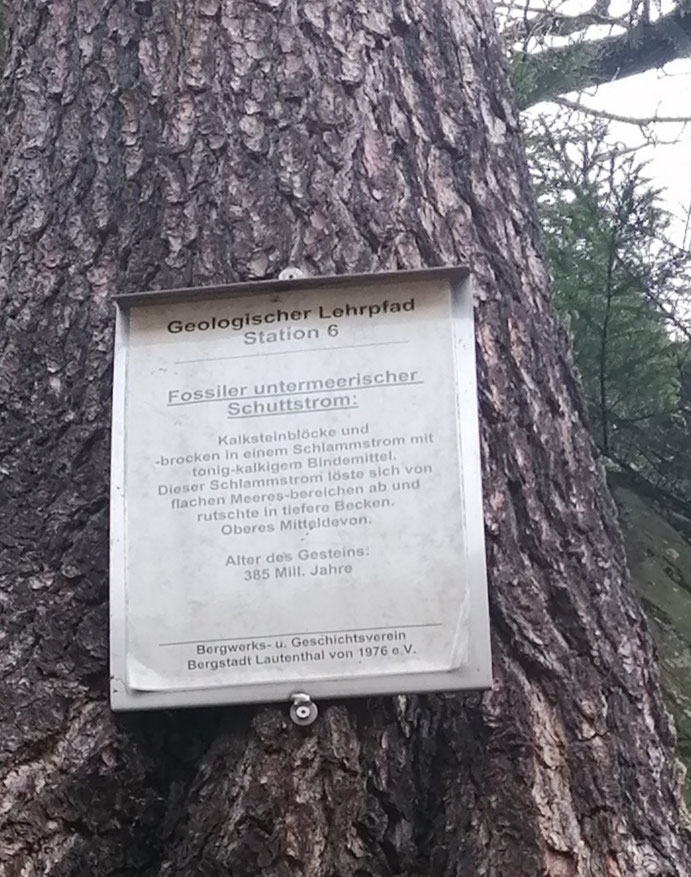 Geologischer Lehrpfad
Station 6
Fossiler untermeerischer
Schuttstrom:
Kalksteinblöcke und
-brocken in einem Schlammstrom mit
tonig-kalkigem Bindemittel.
Dieser Schlammstrom löste sich von
flachen Meeres-bereichen ab und
rutschte in tiefere Becken.
Oberes Mitteldevon.
Alter des Gesteins:
385 Mill. Jahre
Bergwerks- u. Geschichtsverein
Bergstadt Lautenthal von 1976 e.V.